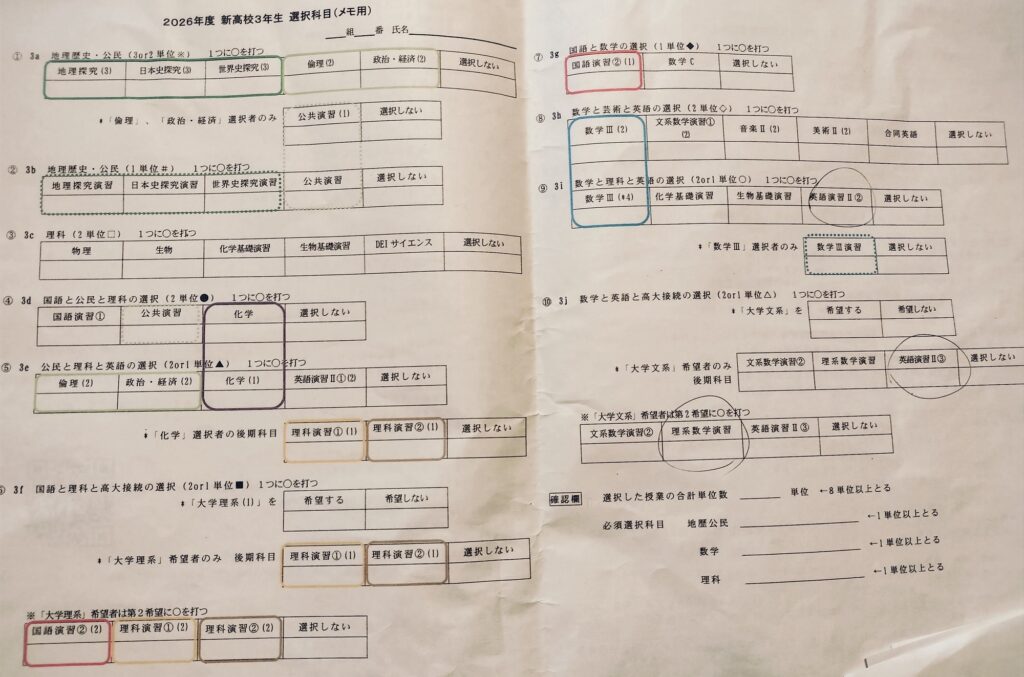 2026年度 新高校3年生 選択科目(メモ用)
組 番 氏名
① 3a 地理歴史・公民(3or2単位※) 1つに○を打つ
地理探究(3) 日本史探究(3) 世界史探究(3) 倫理(2) 政治・経済(2) 選択しない
*「倫理」、「政治・経済」選択者のみ 公共演習(1) 選択しない
② 3b 地理歴史・公民(1単位#) 1つに○を打つ
地理探究演習 日本史探究演習 世界史探究演習 公共演習 選択しない
③ 3c 理科(2単位□) 1つに○を打つ
物理 生物 化学基礎演習 生物基礎演習 DEIサイエンス 選択しない
④ 3d 国語と公民と理科の選択(2単位●) 1つに○を打つ
国語演習① 公共演習 化学 選択しない
⑤ 3e 公民と理科と英語の選択(2or1単位▲) 1つに○を打つ
倫理(2) 政治・経済(2) 化学(1) 英語演習Ⅱ①(2) 選択しない
*「化学」選択者の後期科目 理科演習①(1) 理科演習②(1) 選択しない
3f 国語と理科と高大接続の選択(2or1単位■) 1つに○を打つ
*「大学理系(1)」を 希望する 希望しない
*「大学理系」希望者のみ 後期科目 理科演習①(1) 理科演習②(1) 選択しない
※「大学理系」希望者は第2希望に○を打つ
国語演習②(2) 理科演習①(2) 理科演習②(2) 選択しない
⑦ 3g 国語と数学の選択(1単位◆) 1つに○を打つ
国語演習②(1) 数学C 選択しない
⑧ 3h 数学と芸術と英語の選択(2単位◇) 1つに○を打つ
数学Ⅲ(2) 文系数学演習①(2) 音楽Ⅱ(2) 美術Ⅱ(2) 合同英語 選択しない
⑨ 3i 数学と理科と英語の選択(2or1単位○) 1つに○を打つ
数学Ⅲ(*4) 化学基礎演習 生物基礎演習 英語演習Ⅱ② 選択しない
*「数学Ⅲ」選択者のみ 数学Ⅲ演習 選択しない
⑩ 3j 数学と英語と高大接続の選択(2or1単位△) 1つに○を打つ
*「大学文系」を 希望する 希望しない
*「大学文系」希望者のみ 後期科目 文系数学演習② 理系数学演習 英語演習Ⅱ③ 選択しない
※「大学文系」希望者は第2希望に○を打つ
文系数学演習② 理系数学演習 英語演習Ⅱ③ 選択しない
確認欄 選択した授業の合計単位数 単位 ←8単位以上とる
必須選択科目 地歴公民 ←1単位以上とる
数学 ←1単位以上とる
理科 ←1単位以上とる